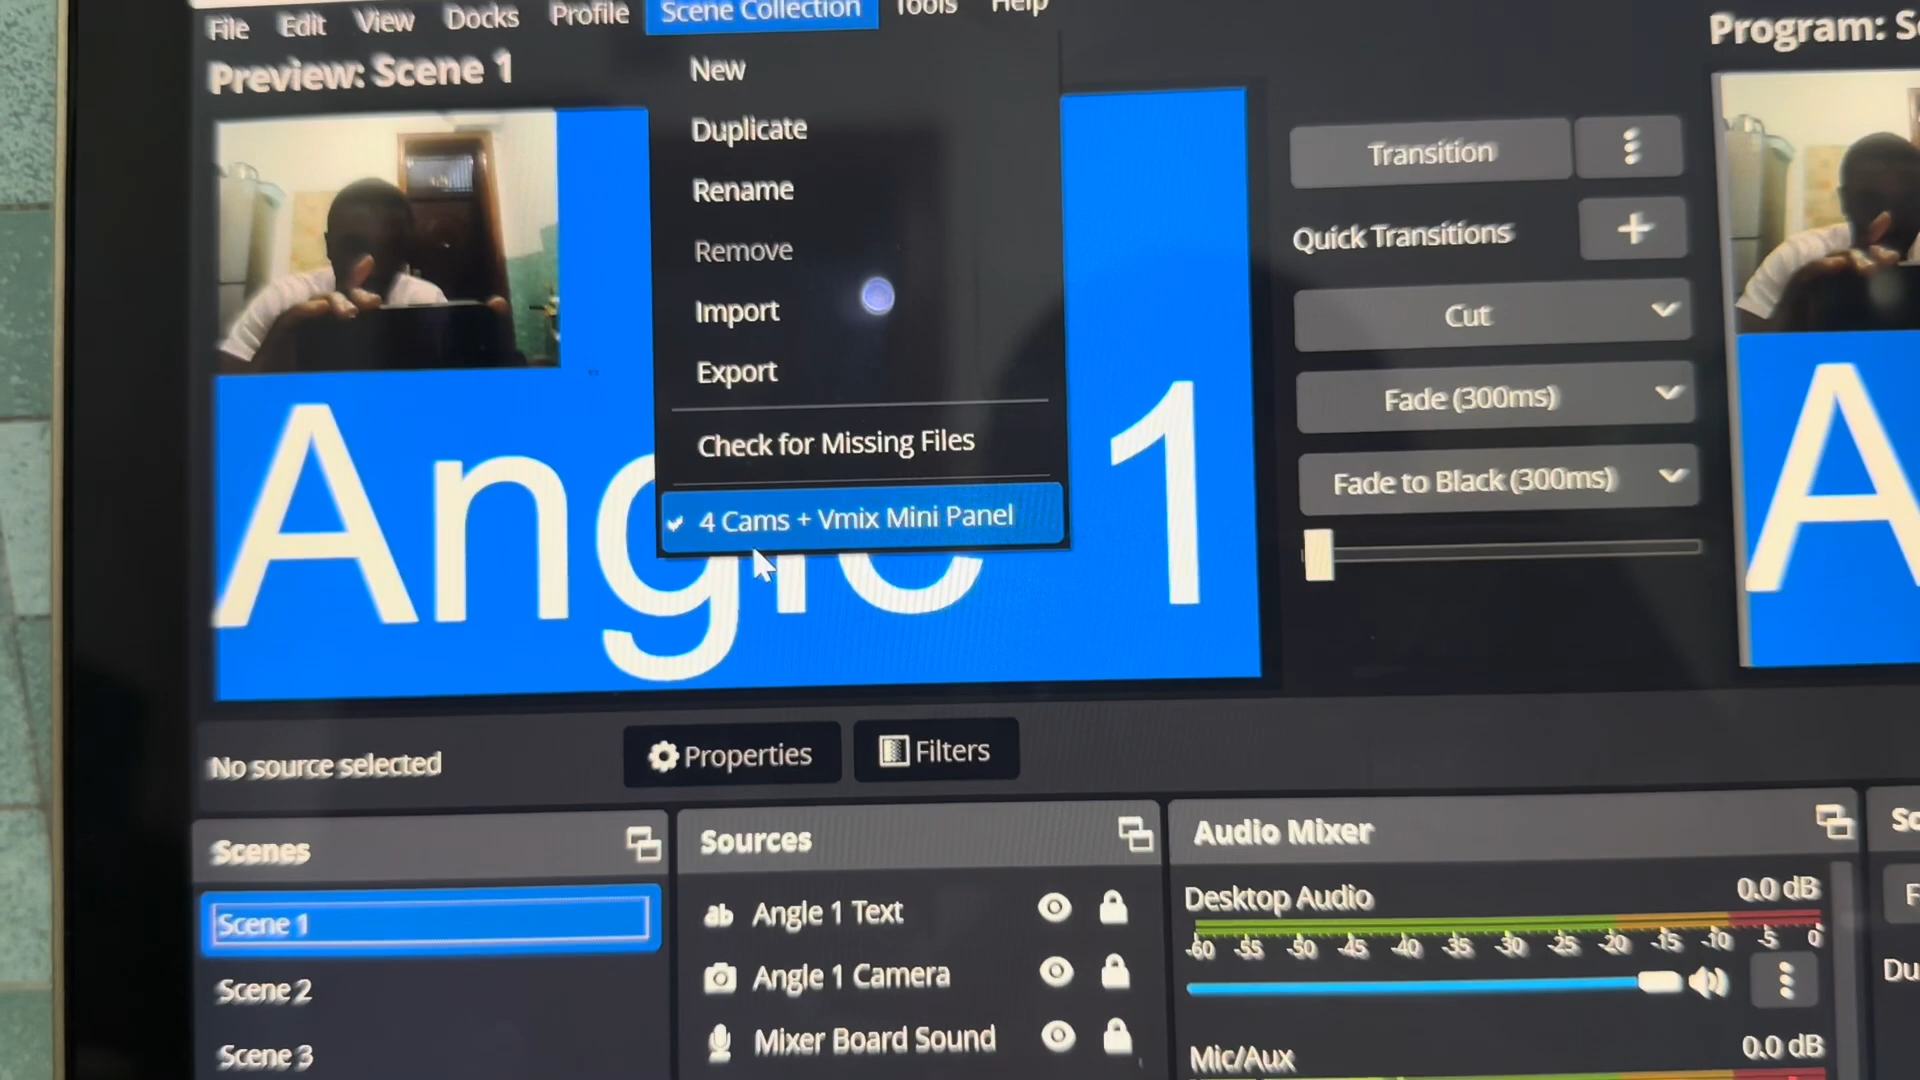 File Edit View Docks Profile Scene Collection Tools Help
Preview: Scene 1
Program:
New
Duplicate
Rename
Remove
Import
Export
Check for Missing Files
4 Cams + Vmix Mini Panel
Angle 1
Transition
Quick Transitions
Cut
Fade (300ms)
Fade to Black (300ms)
A
No source selected
Properties
Filters
Scenes
Scene 1
Scene 2
Scene 3
Sources
Angle 1 Text
Angle 1 Camera
Mixer Board Sound
Audio Mixer
Desktop Audio 0.0 dB
-60 -55 -50 -45 -40 -35 -30 -25 -20 -15 -10 -5 0
Mic/Aux 0.0 dB